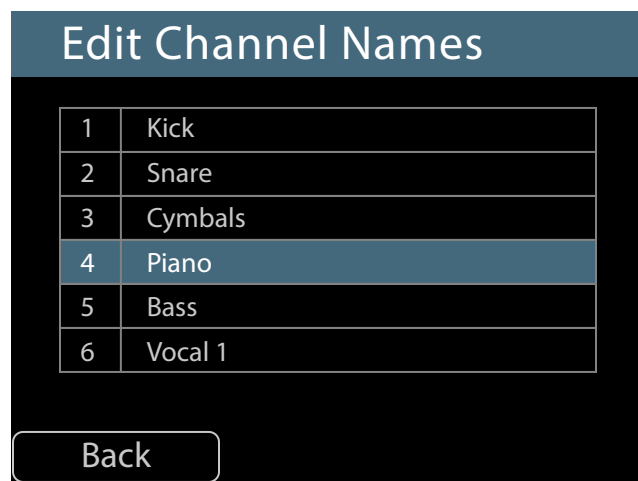 Edit Channel Names
1 Kick
2 Snare
3 Cymbals
4 Piano
5 Bass
6 Vocal 1
Back